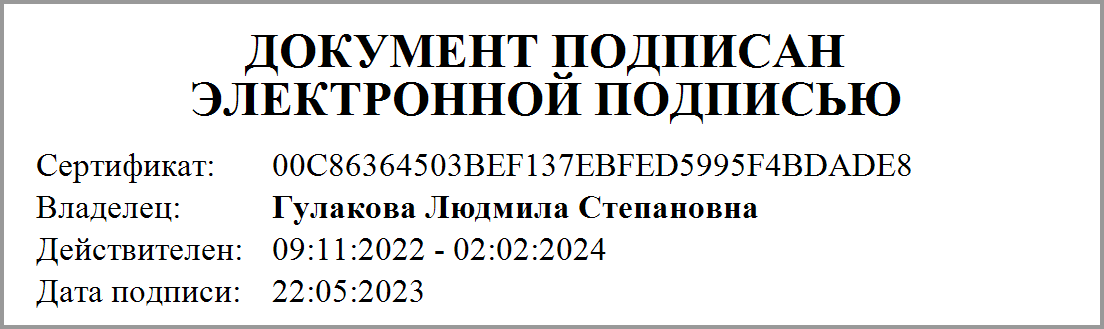 ДОКУМЕНТ ПОДПИСАН
ЭЛЕКТРОННОЙ ПОДПИСЬЮ
Сертификат: 00C86364503BEF137EBFED5995F4BDADE8
Владелец: Гулакова Людмила Степановна
Действителен: 09:11:2022 - 02:02:2024
Дата подписи: 22:05:2023